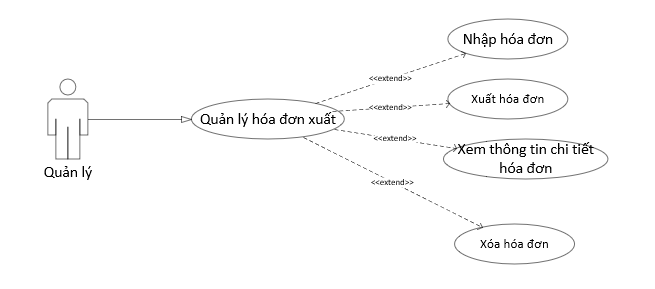 Nhập hóa đơn
<<extend>>
Xuất hóa đơn
<<extend>>
Quản lý hóa đơn xuất
<<extend>>
Xem thông tin chi tiết
hóa đơn
Quản lý
<<extend>>
Xóa hóa đơn